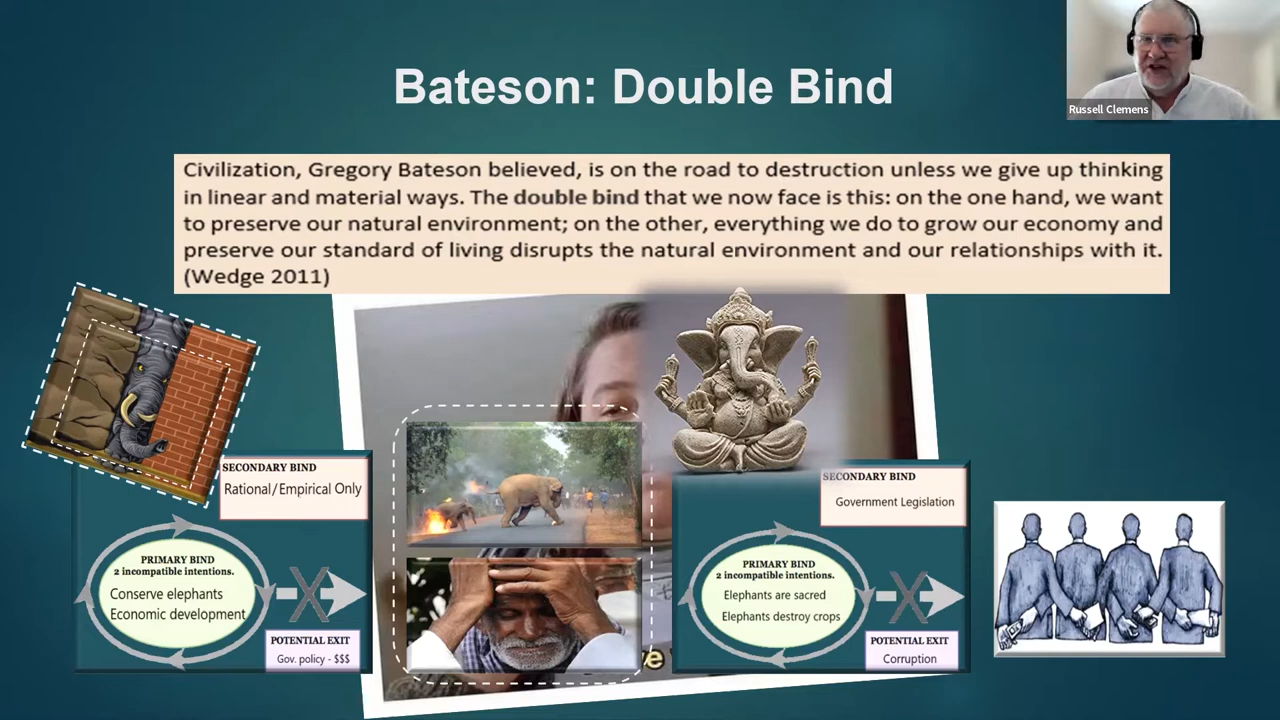 Bateson: Double Bind
Russell Clemens
Civilization, Gregory Bateson believed, is on the road to destruction unless we give up thinking
in linear and material ways. The double bind that we now face is this: on the one hand, we want
to preserve our natural environment; on the other, everything we do to grow our economy and
preserve our standard of living disrupts the natural environment and our relationships with it.
(Wedge 2011)
SECONDARY BIND
Rational/Empirical Only
PRIMARY BIND
2 incompatible intentions.
Conserve elephants
Economic development
X
POTENTIAL EXIT
Gov. policy - $$$
SECONDARY BIND
Government Legislation
PRIMARY BIND
2 incompatible intentions.
Elephants are sacred
Elephants destroy crops
X
POTENTIAL EXIT
Corruption